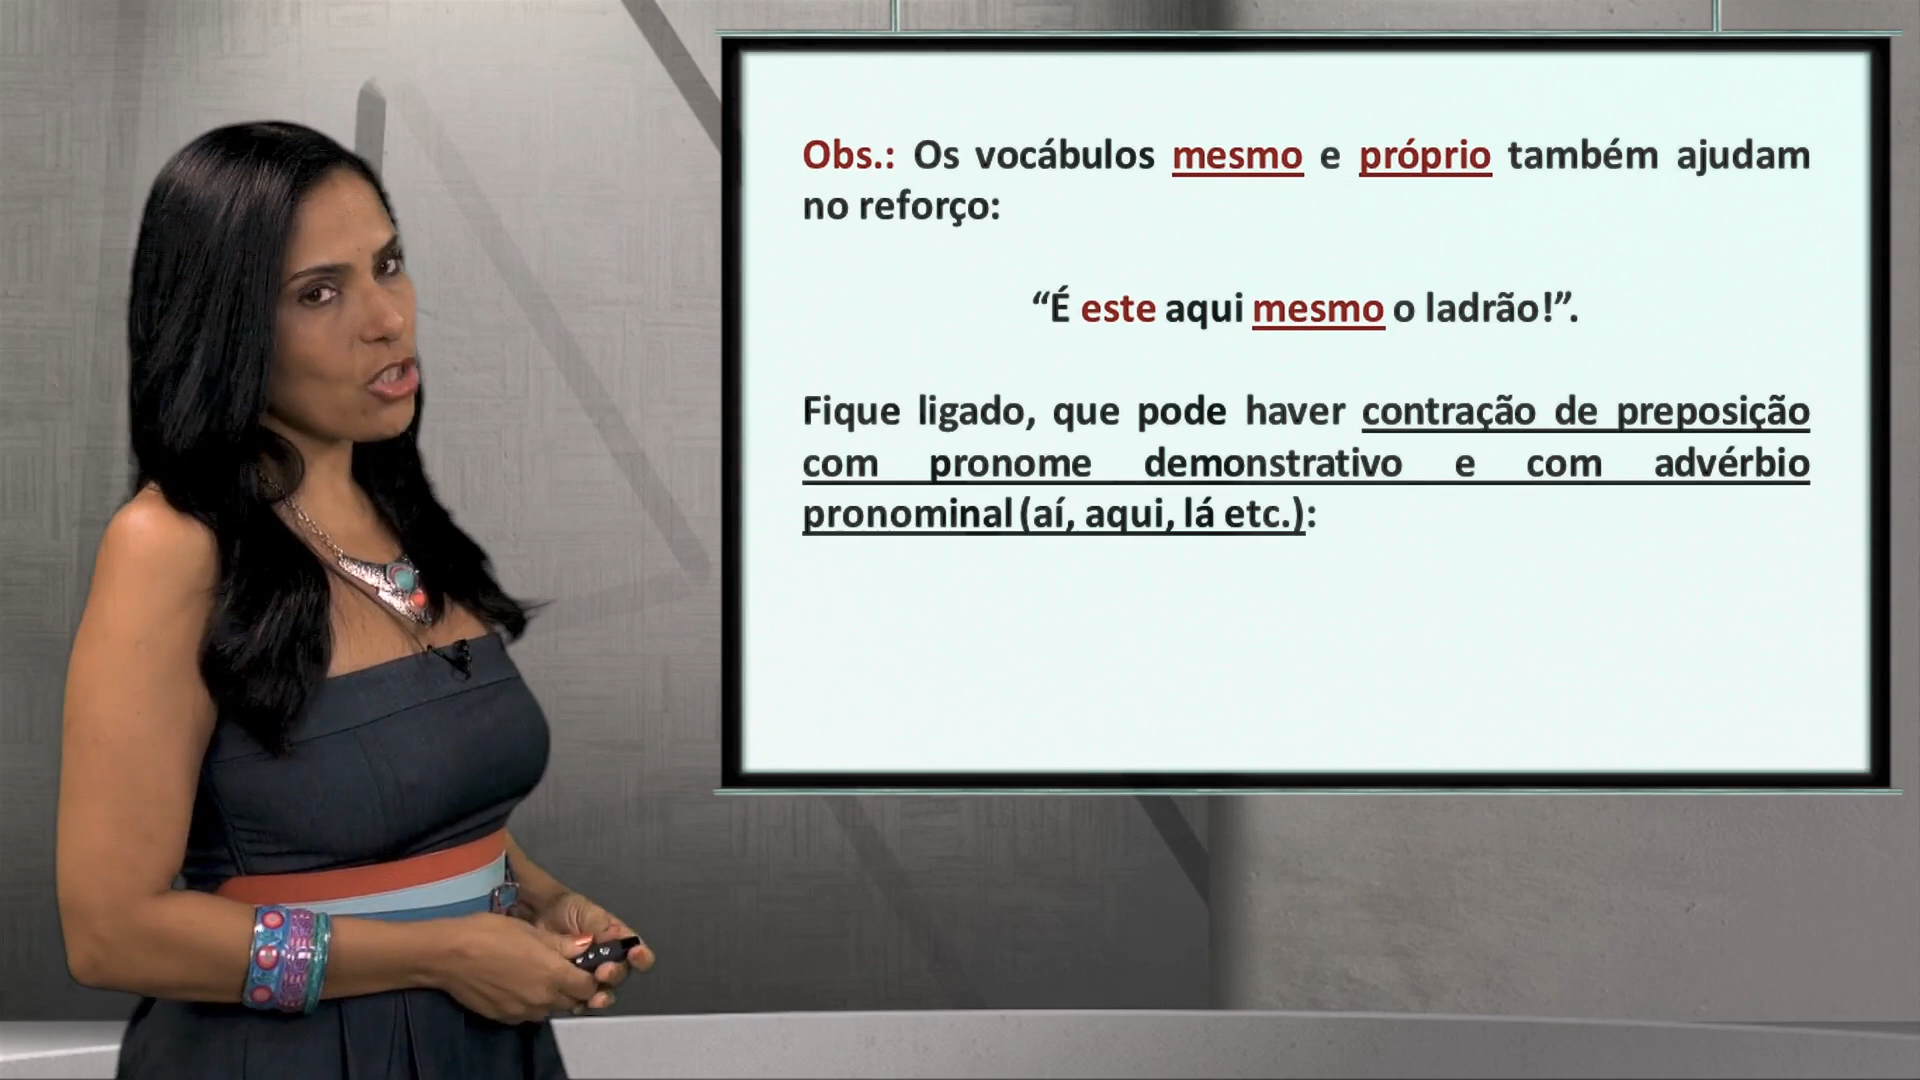 Obs.: Os vocábulos mesmo e próprio também ajudam
no reforço:
“É este aqui mesmo o ladrão!”.
Fique ligado, que pode haver contração de preposição
com pronome demonstrativo e com advérbio
pronominal (aí, aqui, lá etc.):